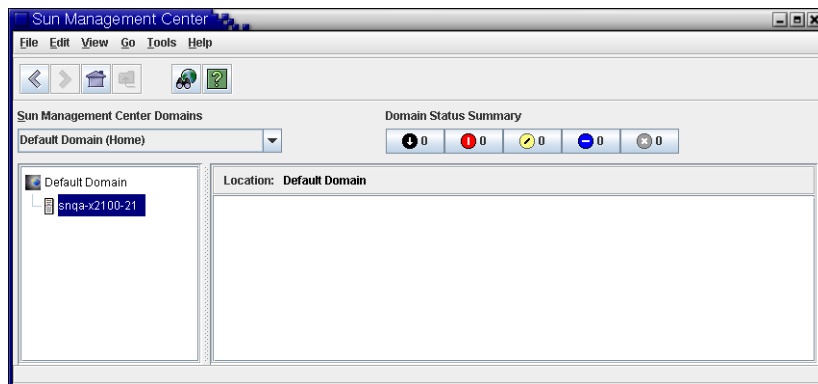 Sun Management Center
File Edit View Go Tools Help
Sun Management Center Domains
Domain Status Summary
Default Domain (Home)
0 0 0 0 0
Default Domain
Location: Default Domain
snqa-x2100-21